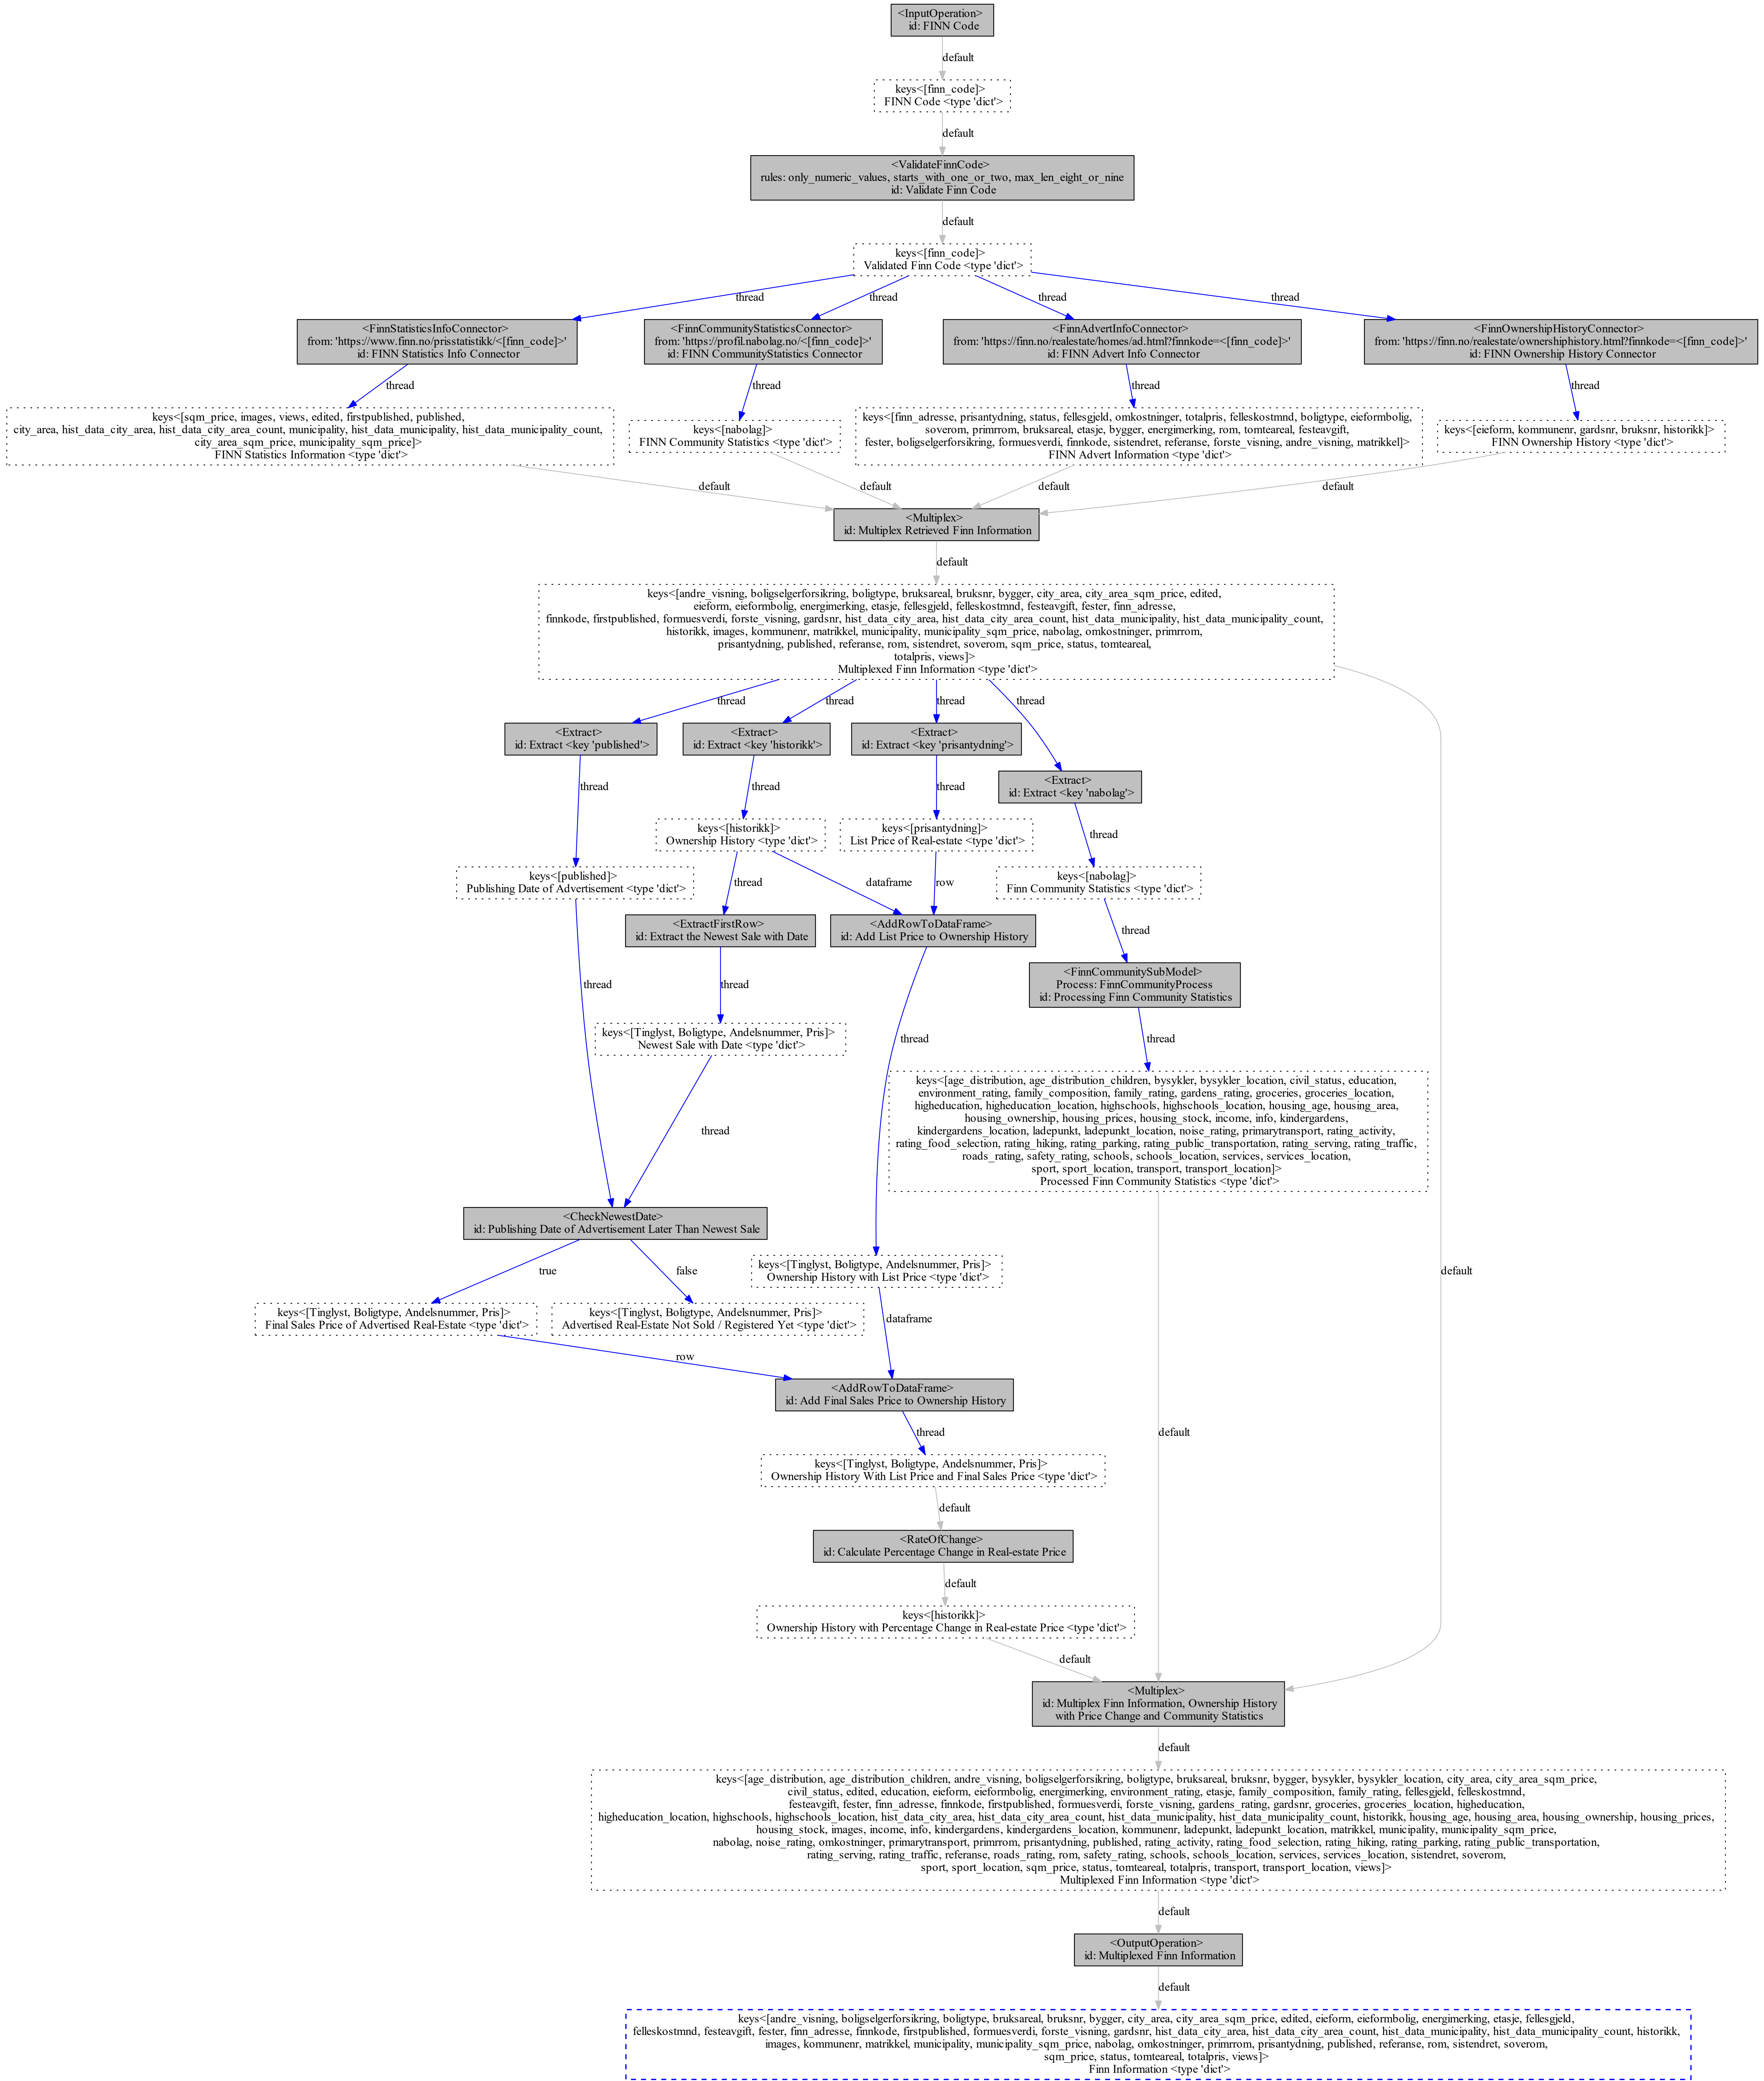 <InputOperation>
id: FINN Code
default
keys<[finn_code]>
FINN Code <type 'dict'>
default
<ValidateFinnCode>
rules: only_numeric_values, starts_with_one_or_two, max_len_eight_or_nine
id: Validate Finn Code
default
keys<[finn_code]>
Validated Finn Code <type 'dict'>
thread
thread
thread
thread
<FinnStatisticsInfoConnector>
from: 'https://www.finn.no/prisstatistikk/<[finn_code]>'
id: FINN Statistics Info Connector
<FinnCommunityStatisticsConnector>
from: 'https://profil.nabolag.no/<[finn_code]>'
id: FINN CommunityStatistics Connector
<FinnAdvertInfoConnector>
from: 'https://finn.no/realestate/homes/ad.html?finnkode=<[finn_code]>'
id: FINN Advert Info Connector
<FinnOwnershipHistoryConnector>
from: 'https://finn.no/realestate/ownershiphistory.html?finnkode=<[finn_code]>'
id: FINN Ownership History Connector
thread
thread
thread
thread
keys<[sqm_price, images, views, edited, firstpublished, published,
city_area, hist_data_city_area, hist_data_city_area_count, municipality, hist_data_municipality, hist_data_municipality_count,
city_area_sqm_price, municipality_sqm_price]>
FINN Statistics Information <type 'dict'>
keys<[nabolag]>
FINN Community Statistics <type 'dict'>
keys<[finn_adresse, prisantydning, status, fellesgjeld, omkostninger, totalpris, felleskostmnd, boligtype, eieformbolig,
soverom, primrrom, bruksareal, etasje, bygger, energimerking, rom, tomteareal, festeavgift,
fester, boligselgerforsikring, formuesverdi, finnkode, sistendret, referanse, forste_visning, andre_visning, matrikkel]>
FINN Advert Information <type 'dict'>
keys<[eieform, kommunenr, gardsnr, bruksnr, historikk]>
FINN Ownership History <type 'dict'>
default
default
default
default
<Multiplex>
id: Multiplex Retrieved Finn Information
default
keys<[andre_visning, boligselgerforsikring, boligtype, bruksareal, bruksnr, bygger, city_area, city_area_sqm_price, edited,
eieform, eieformbolig, energimerking, etasje, fellesgjeld, felleskostmnd, festeavgift, fester, finn_adresse,
finnkode, firstpublished, formuesverdi, forste_visning, gardsnr, hist_data_city_area, hist_data_city_area_count, hist_data_municipality, hist_data_municipality_count,
historikk, images, kommunenr, matrikkel, municipality, municipality_sqm_price, nabolag, omkostninger, primrrom,
prisantydning, published, referanse, rom, sistendret, soverom, sqm_price, status, tomteareal,
totalpris, views]>
Multiplexed Finn Information <type 'dict'>
thread
thread
thread
thread
<Extract>
id: Extract <key 'published'>
<Extract>
id: Extract <key 'historikk'>
<Extract>
id: Extract <key 'prisantydning'>
<Extract>
id: Extract <key 'nabolag'>
thread
thread
thread
thread
keys<[historikk]>
Ownership History <type 'dict'>
keys<[prisantydning]>
List Price of Real-estate <type 'dict'>
keys<[published]>
Publishing Date of Advertisement <type 'dict'>
keys<[nabolag]>
Finn Community Statistics <type 'dict'>
thread
dataframe
row
<ExtractFirstRow>
id: Extract the Newest Sale with Date
<AddRowToDataFrame>
id: Add List Price to Ownership History
thread
<FinnCommunitySubModel>
Process: FinnCommunityProcess
id: Processing Finn Community Statistics
thread
thread
keys<[Tinglyst, Boligtype, Andelsnummer, Pris]>
Newest Sale with Date <type 'dict'>
thread
thread
keys<[age_distribution, age_distribution_children, bysykler, bysykler_location, civil_status, education,
environment_rating, family_composition, family_rating, gardens_rating, groceries, groceries_location,
higheducation, higheducation_location, highschools, highschools_location, housing_age, housing_area,
housing_ownership, housing_prices, housing_stock, income, info, kindergardens,
kindergardens_location, ladepunkt, ladepunkt_location, noise_rating, primarytransport, rating_activity,
rating_food_selection, rating_hiking, rating_parking, rating_public_transportation, rating_serving, rating_traffic,
roads_rating, safety_rating, schools, schools_location, services, services_location,
sport, sport_location, transport, transport_location]>
Processed Finn Community Statistics <type 'dict'>
thread
<CheckNewestDate>
id: Publishing Date of Advertisement Later Than Newest Sale
true
false
default
keys<[Tinglyst, Boligtype, Andelsnummer, Pris]>
Ownership History with List Price <type 'dict'>
keys<[Tinglyst, Boligtype, Andelsnummer, Pris]>
Final Sales Price of Advertised Real-Estate <type 'dict'>
keys<[Tinglyst, Boligtype, Andelsnummer, Pris]>
Advertised Real-Estate Not Sold / Registered Yet <type 'dict'>
dataframe
row
<AddRowToDataFrame>
id: Add Final Sales Price to Ownership History
thread
default
keys<[Tinglyst, Boligtype, Andelsnummer, Pris]>
Ownership History With List Price and Final Sales Price <type 'dict'>
default
<RateOfChange>
id: Calculate Percentage Change in Real-estate Price
default
keys<[historikk]>
Ownership History with Percentage Change in Real-estate Price <type 'dict'>
default
<Multiplex>
id: Multiplex Finn Information, Ownership History
with Price Change and Community Statistics
default
keys<[age_distribution, age_distribution_children, andre_visning, boligselgerforsikring, boligtype, bruksareal, bruksnr, bygger, bysykler, bysykler_location, city_area, city_area_sqm_price,
civil_status, edited, education, eieform, eieformbolig, energimerking, environment_rating, etasje, family_composition, family_rating, fellesgjeld, felleskostmnd,
festeavgift, fester, finn_adresse, finnkode, firstpublished, formuesverdi, forste_visning, gardens_rating, gardsnr, groceries, groceries_location, higheducation,
higheducation_location, highschools, highschools_location, hist_data_city_area, hist_data_city_area_count, hist_data_municipality, hist_data_municipality_count, historikk, housing_age, housing_area, housing_ownership, housing_prices,
housing_stock, images, income, info, kindergardens, kindergardens_location, kommunenr, ladepunkt, ladepunkt_location, matrikkel, municipality, municipality_sqm_price,
nabolag, noise_rating, omkostninger, primarytransport, primrrom, prisantydning, published, rating_activity, rating_food_selection, rating_hiking, rating_parking, rating_public_transportation,
rating_serving, rating_traffic, referanse, roads_rating, rom, safety_rating, schools, schools_location, services, services_location, sistendret, soverom,
sport, sport_location, sqm_price, status, tomteareal, totalpris, transport, transport_location, views]>
Multiplexed Finn Information <type 'dict'>
default
<OutputOperation>
id: Multiplexed Finn Information
default
keys<[andre_visning, boligselgerforsikring, boligtype, bruksareal, bruksnr, bygger, city_area, city_area_sqm_price, edited, eieform, eieformbolig, energimerking, etasje, fellesgjeld,
felleskostmnd, festeavgift, fester, finn_adresse, finnkode, firstpublished, formuesverdi, forste_visning, gardsnr, hist_data_city_area, hist_data_city_area_count, hist_data_municipality, hist_data_municipality_count, historikk,
images, kommunenr, matrikkel, municipality, municipality_sqm_price, nabolag, omkostninger, primrrom, prisantydning, published, referanse, rom, sistendret, soverom,
sqm_price, status, tomteareal, totalpris, views]>
Finn Information <type 'dict'>